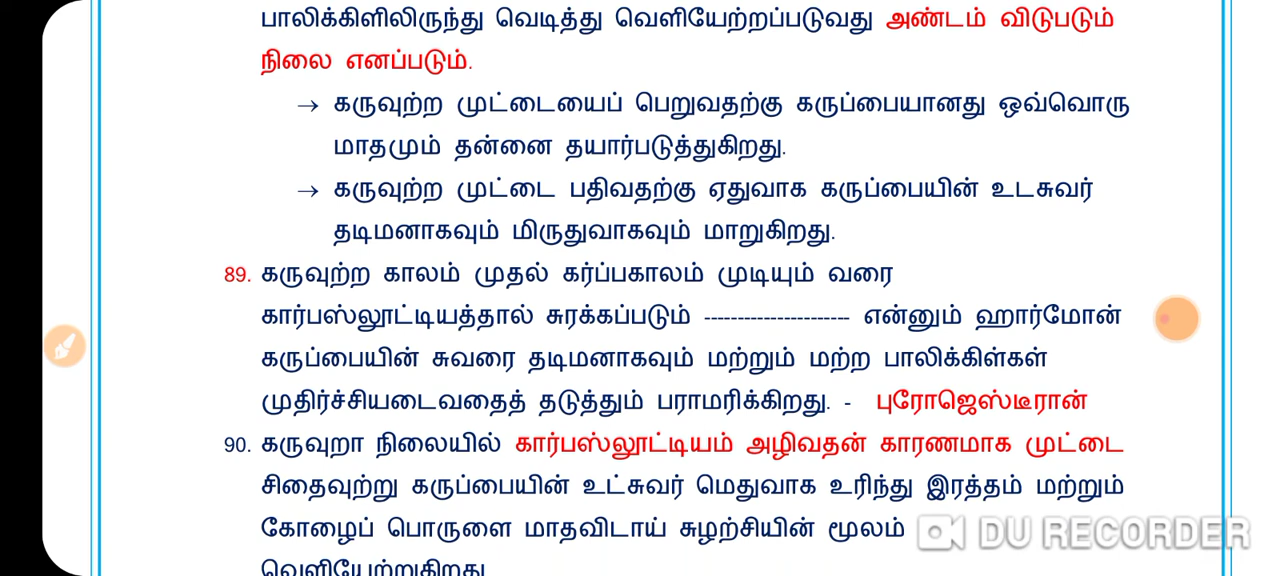 பாலிக்கிளிலிருந்து வெடித்து வெளியேற்றப்படுவது அண்டம் விடுபடும்
நிலை எனப்படும்.
→ கருவுற்ற முட்டையைப் பெறுவதற்கு கருப்பையானது ஒவ்வொரு
மாதமும் தன்னை தயார்படுத்துகிறது.
→ கருவுற்ற முட்டை பதிவதற்கு ஏதுவாக கருப்பையின் உடசுவர்
தடிமனாகவும் மிருதுவாகவும் மாறுகிறது.
89. கருவுற்ற காலம் முதல் கர்ப்பகாலம் முடியும் வரை
கார்பஸ்லூட்டியத்தால் சுரக்கப்படும் ---------------------- என்னும் ஹார்மோன்
கருப்பையின் சுவரை தடிமனாகவும் மற்றும் மற்ற பாலிக்கிள்கள்
முதிர்ச்சியடைவதைத் தடுத்தும் பராமரிக்கிறது. - புரோஜெஸ்டீரான்
90. கருவுறா நிலையில் கார்பஸ்லூட்டியம் அழிவதன் காரணமாக முட்டை
சிதைவுற்று கருப்பையின் உட்சுவர் மெதுவாக உரிந்து இரத்தம் மற்றும்
கோழைப் பொருளை மாதவிடாய் சுழற்சியின் மூலம்
வெளியேற்றுகிறது
DU RECORDER